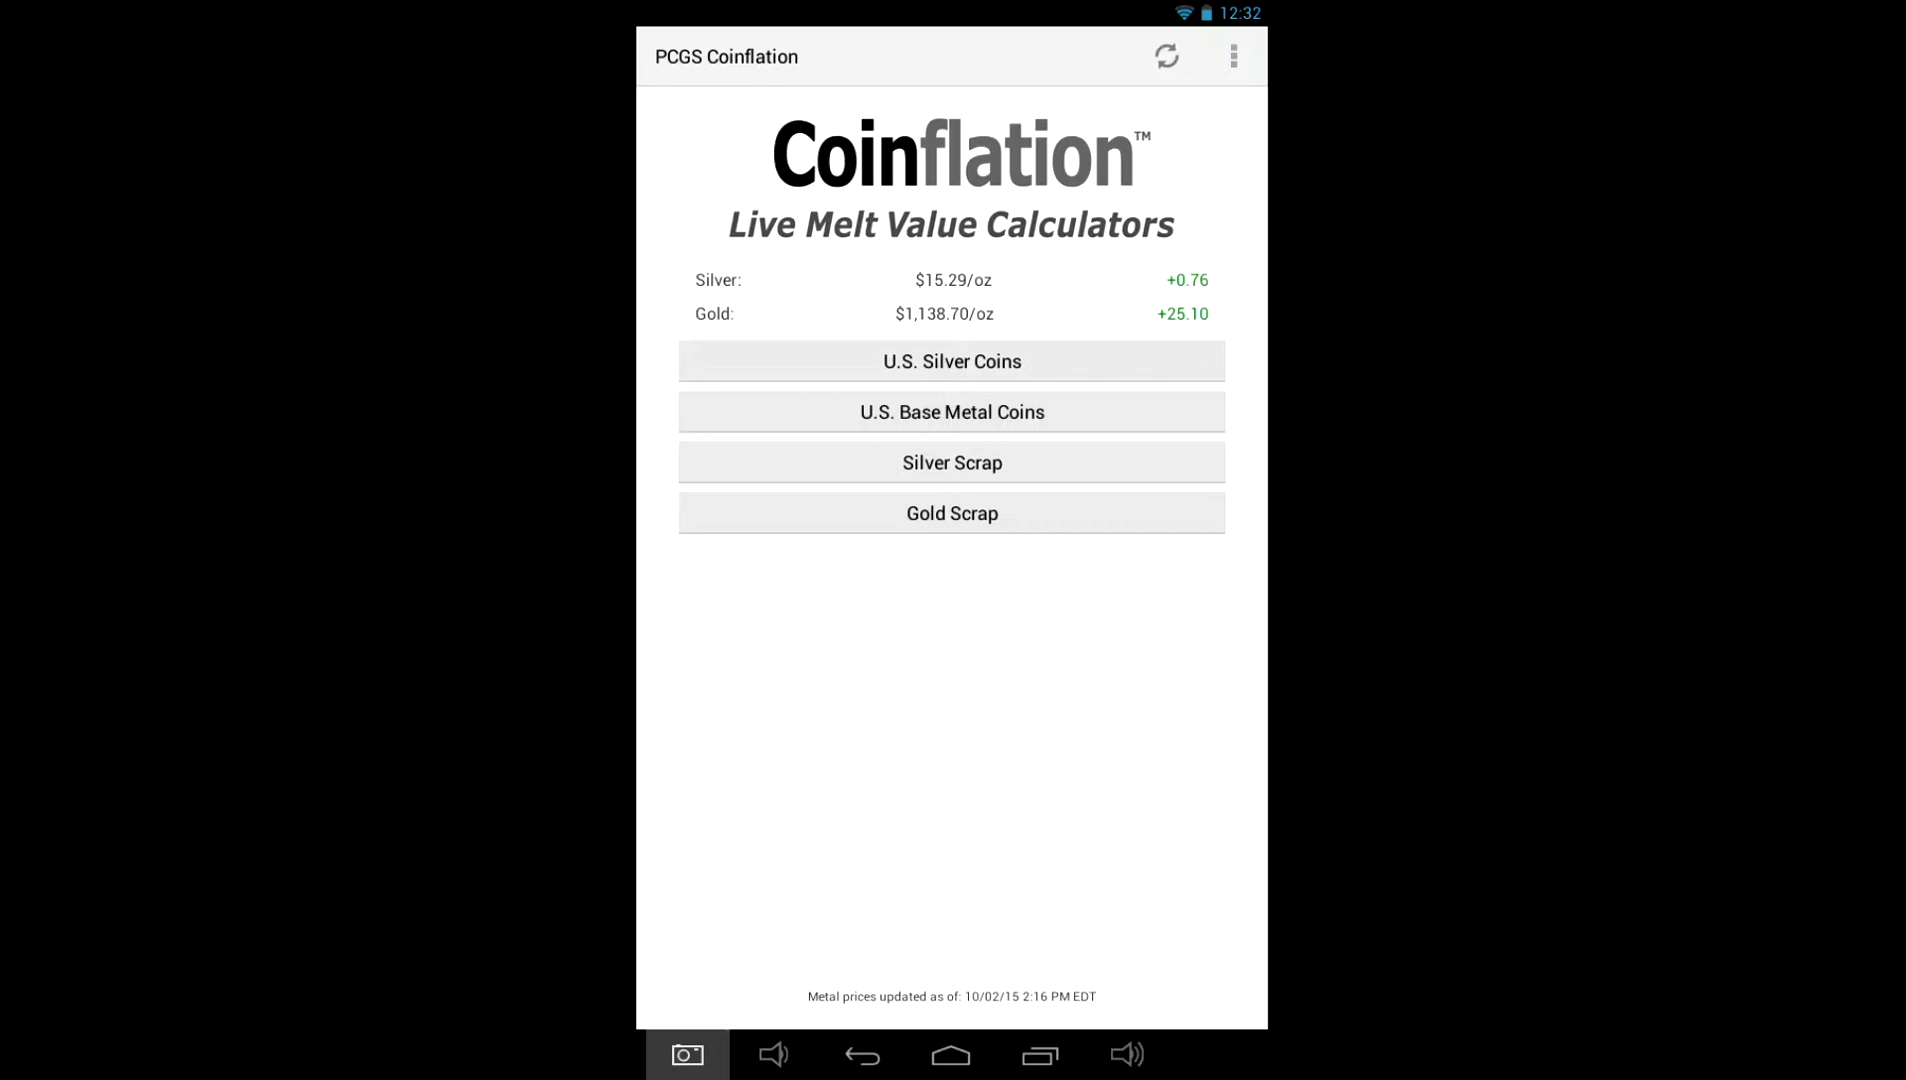 12:32
PCGS Coinflation
Coinflation™
Live Melt Value Calculators
Silver: $15.29/oz +0.76
Gold: $1,138.70/oz +25.10
U.S. Silver Coins
U.S. Base Metal Coins
Silver Scrap
Gold Scrap
Metal prices updated as of: 10/02/15 2:16 PM EDT